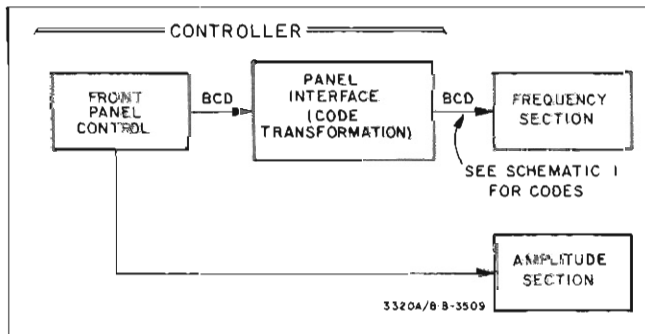 CONTROLLER
FRONT
PANEL
CONTROL
BCD
PANEL
INTERFACE
(CODE
TRANSFORMATION)
BCD
FREQUENCY
SECTION
SEE SCHEMATIC 1
FOR CODES
AMPLITUDE
SECTION
3320A/B-B-3509